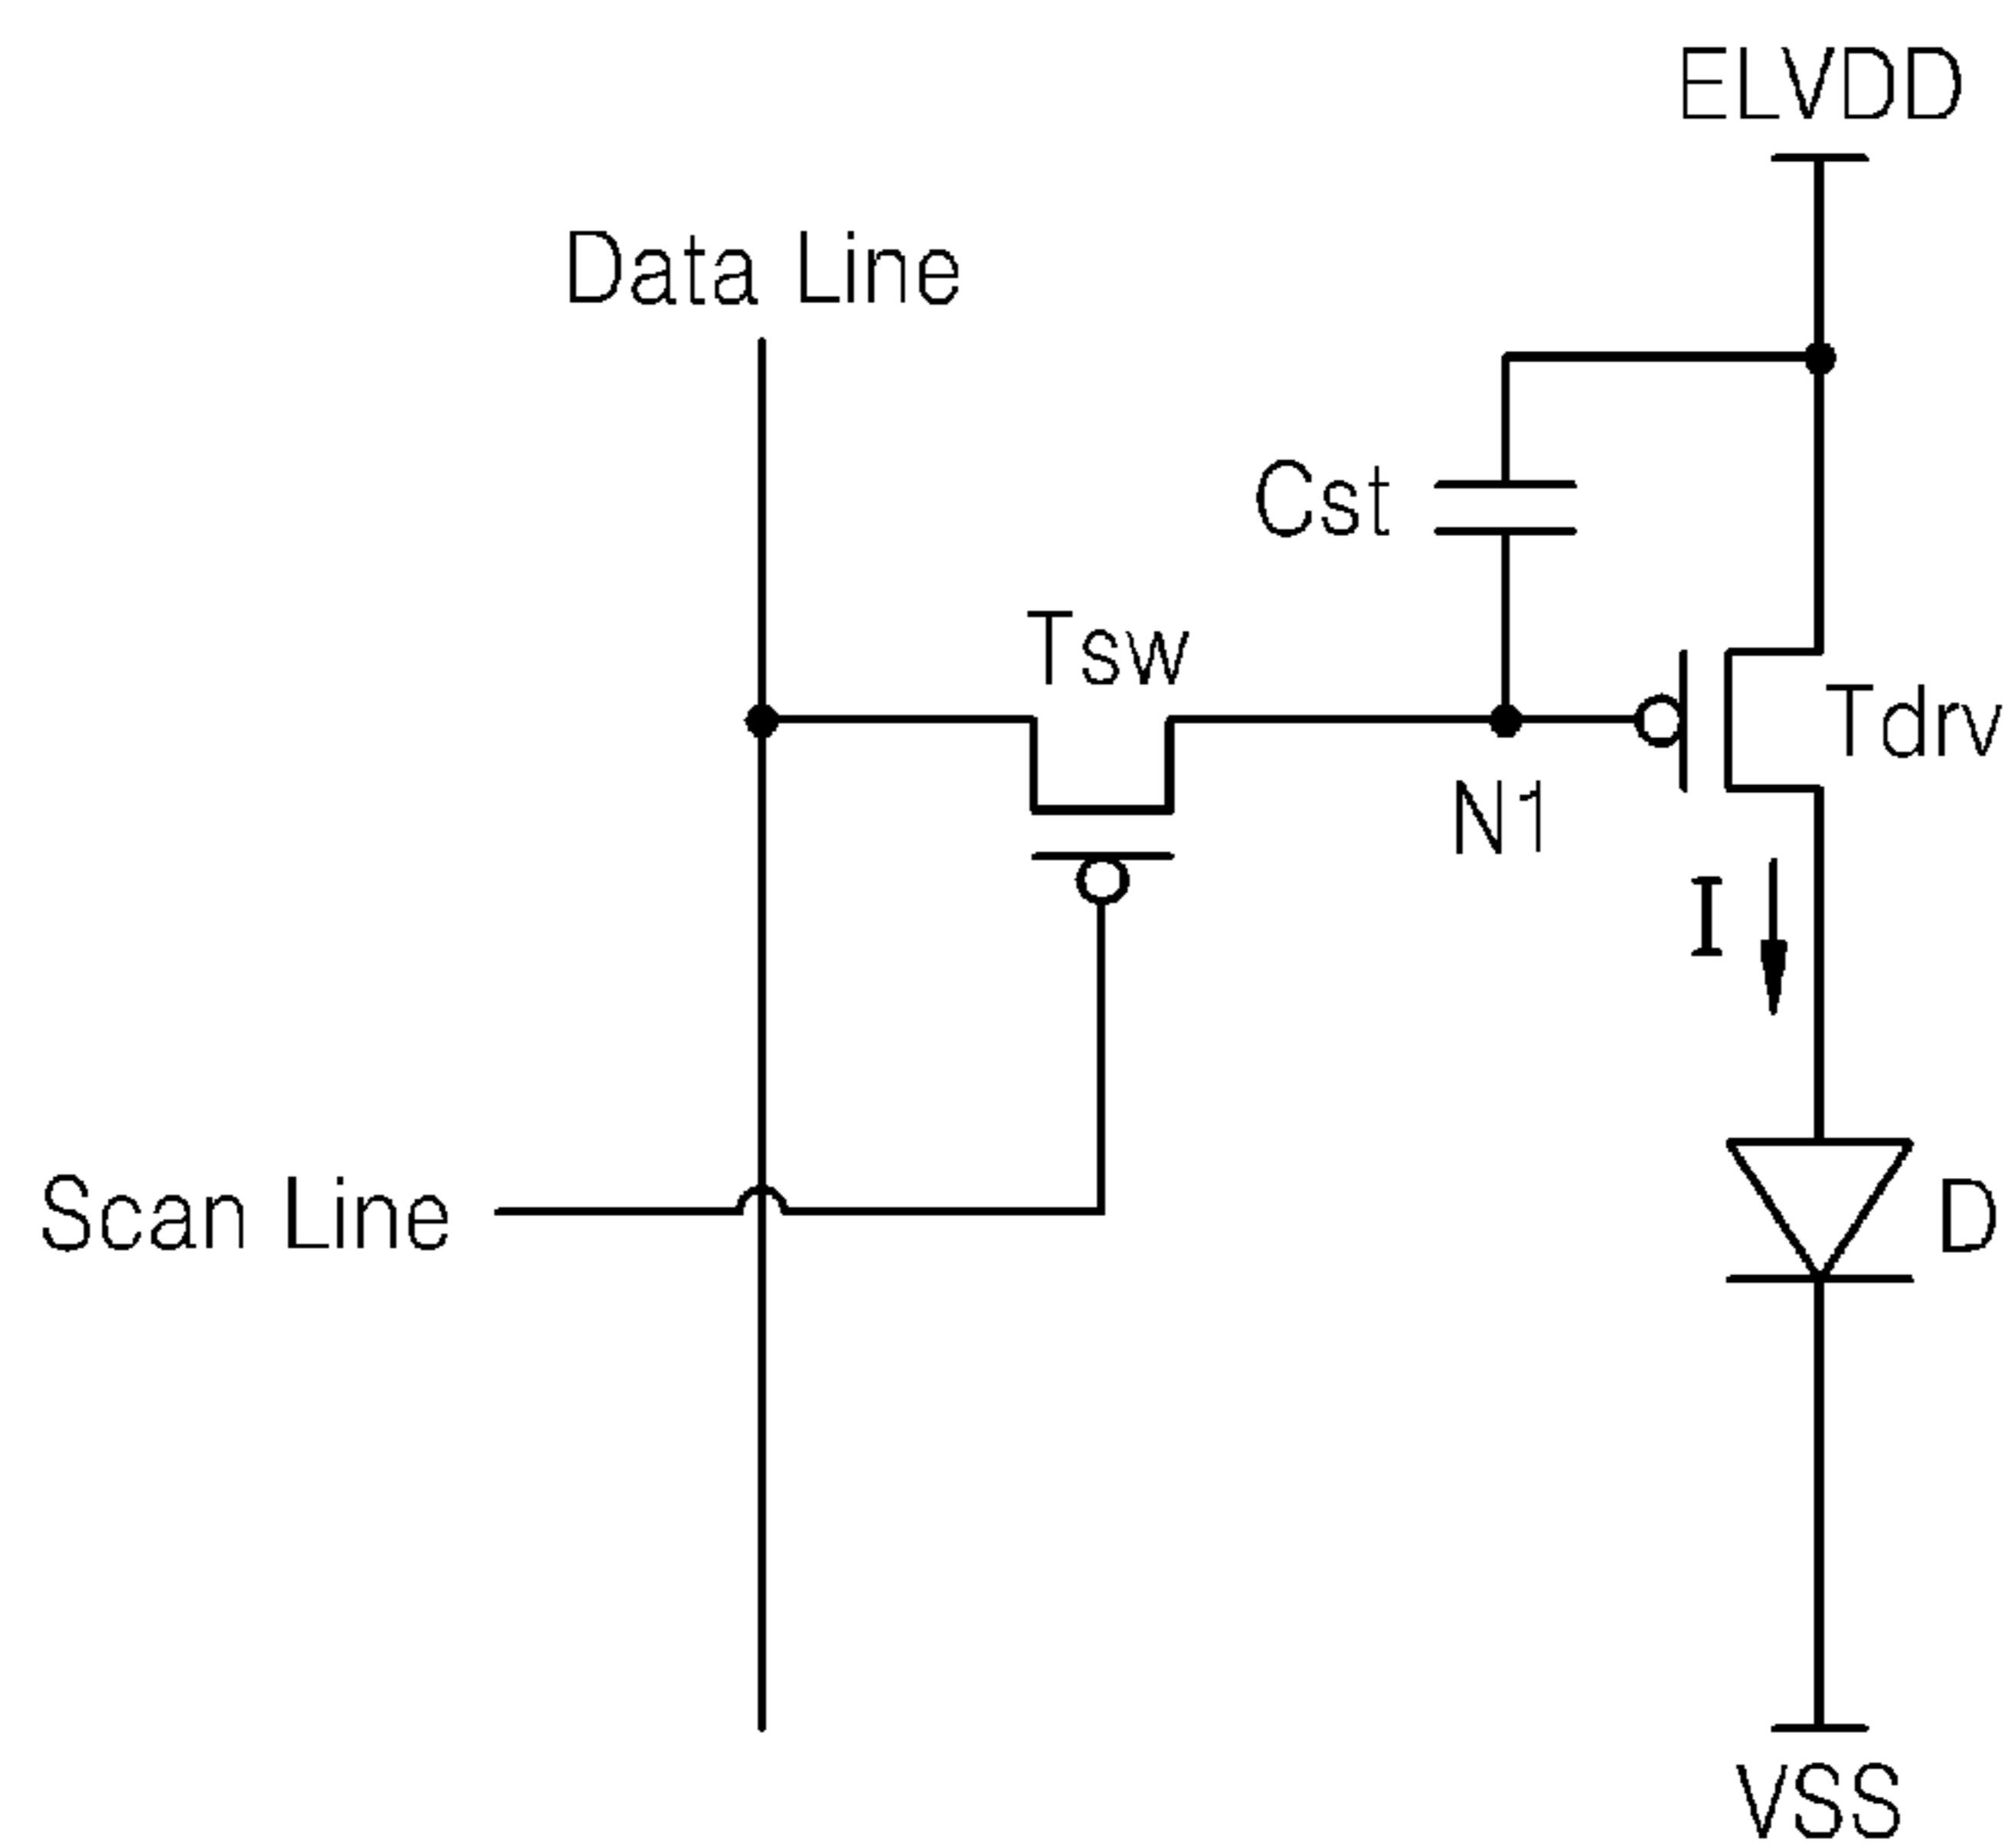 ELVDD
Data Line
Cst
Tsw
Tdrv
N1
I
Scan Line
D
VSS